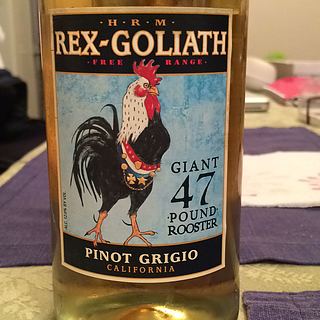 · H · R · M ·
REX-GOLIATH
· FREE RANGE ·
GIANT
47
· POUND ·
ROOSTER
PINOT GRIGIO
CALIFORNIA